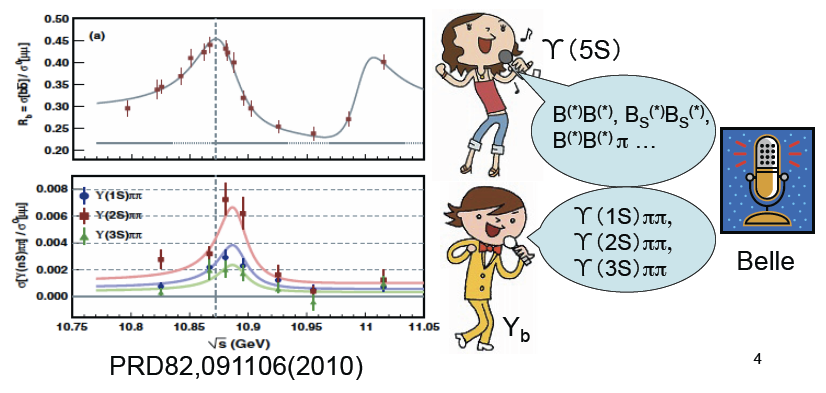 0.50
0.45
0.40
0.35
0.30
0.25
0.20
R_b = σ[bb̄] / σ⁰[μμ]
(a)
0.008
0.006
0.004
0.002
0.000
σ[ϒ(nS)ππ] / σ⁰[μμ]
ϒ(1S)ππ
ϒ(2S)ππ
ϒ(3S)ππ
10.75 10.8 10.85 10.9 10.95 11 11.05
√s (GeV)
PRD82,091106(2010)
ϒ(5S)
B(*)B(*), B_S(*)B_S(*),
B(*)B(*)π ...
ϒ(1S)ππ,
ϒ(2S)ππ,
ϒ(3S)ππ
Y_b
Belle
4